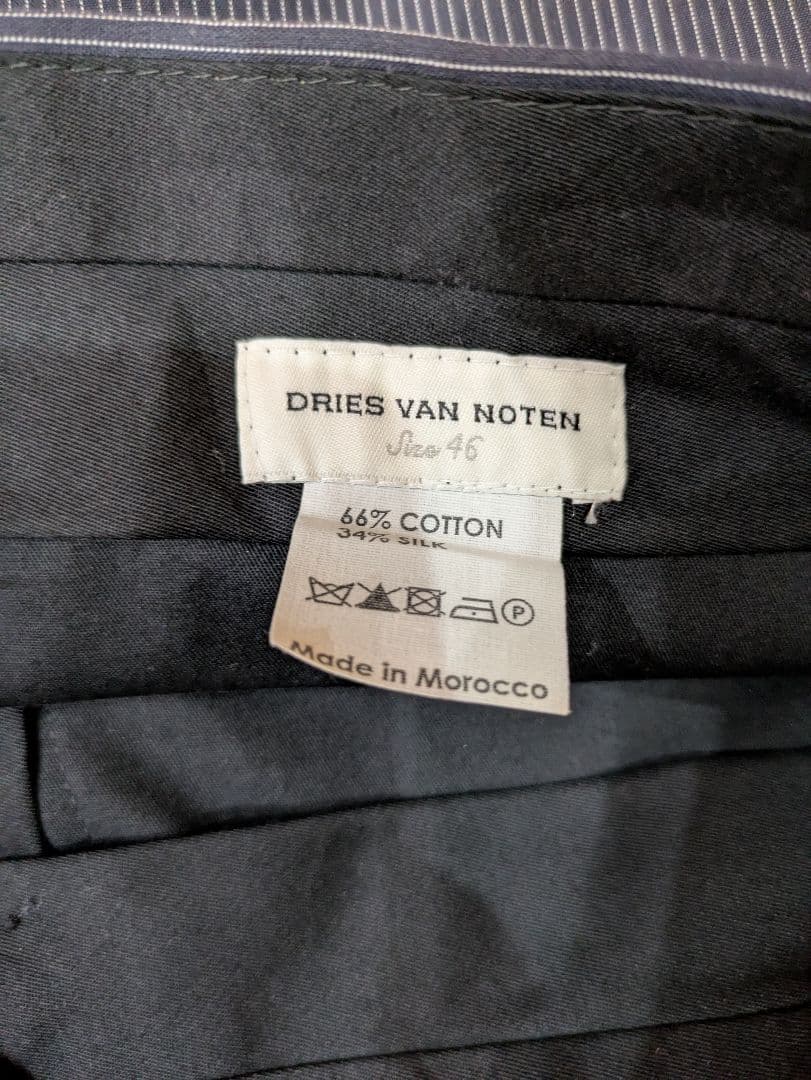 DRIES VAN NOTEN
Size 46
66% COTTON
34% SILK
P
Made in Morocco